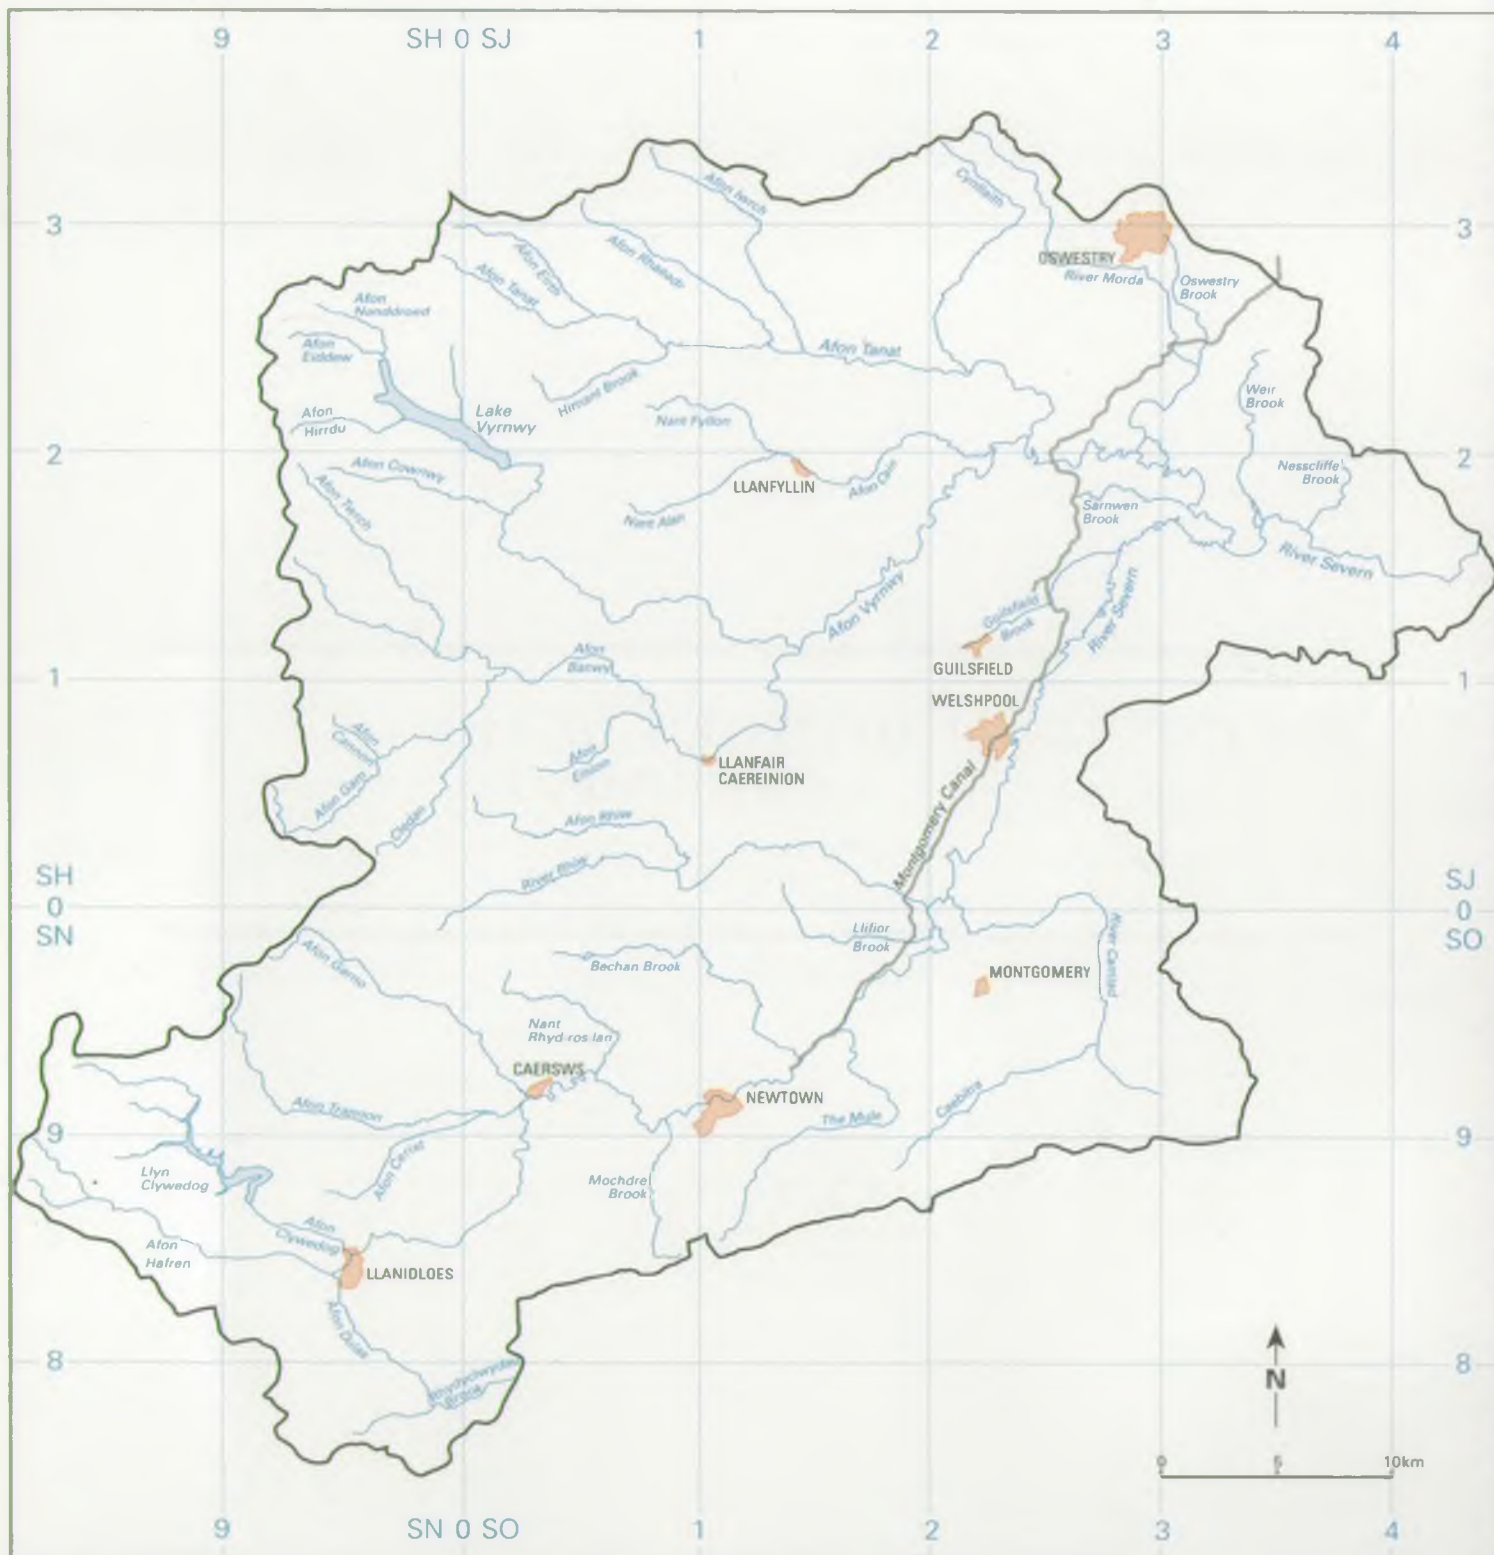 9
SH 0 SJ
1
2
3
4
Cynllaith
Afon Iwrch
3
3
Afon Eirth
Afon Rhaeadr
OSWESTRY
Afon Tanat
River Morda
Oswestry
Brook
Afon
Nanddroed
Afon
Eiddew
Afon Tanat
Hirnant Brook
Weir
Brook
Afon
Hirrdu
Lake
Vyrnwy
Nant Fyllon
2
2
Afon Cownwy
Nesscliffe
Brook
LLANFYLLIN
Afon Cain
Afon Twrch
Nant Alan
Sarnwen
Brook
River Severn
Afon Vyrnwy
River Severn
Guilsfield
Brook
Afon
Banwy
GUILSFIELD
1
1
WELSHPOOL
Afon
Cannon
Afon
Einion
LLANFAIR
CAEREINION
Afon Gam
Cledan
Afon Rhiw
Montgomery Canal
River Rhiw
SH
0
SN
SJ
0
SO
Llifior
Brook
River Camlad
Afon Garno
Bechan Brook
MONTGOMERY
Nant
Rhyd ros lan
CAERSWS
NEWTOWN
Afon Trannon
The Mule
Caebitra
9
9
Afon Cerist
Llyn
Clywedog
Mochdre
Brook
Afon
Clywedog
Afon
Hafren
LLANIDLOES
Afon Dulas
8
8
Rhydyclwydau
Brook
N
0
5
10km
9
SN 0 SO
1
2
3
4